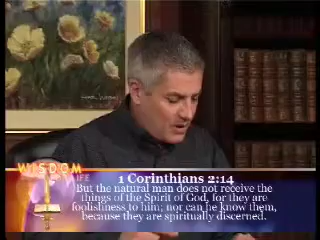 WISDOM
IFE
1 Corinthians 2:14
But the natural man does not receive the
things of the Spirit of God, for they are
foolishness to him; nor can he know them,
because they are spiritually discerned.